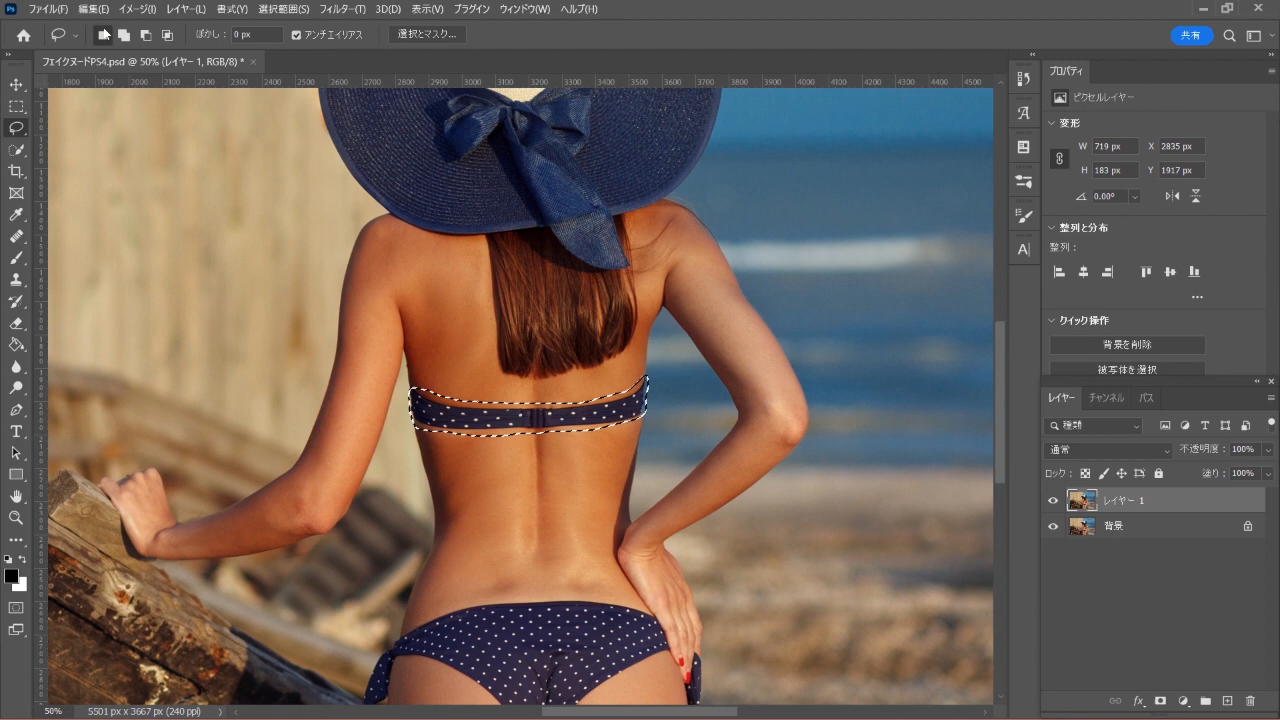 Ps ファイル(F) 編集(E) イメージ(I) レイヤー(L) 書式(Y) 選択範囲(S) フィルター(T) 3D(D) 表示(V) プラグイン ウィンドウ(W) ヘルプ(H)
ぼかし : 0 px アンチエイリアス 選択とマスク... 共有
フェイクヌードPS4.psd @ 50% (レイヤー 1, RGB/8) * ×
1800 1900 2000 2100 2200 2300 2400 2500 2600 2700 2800 2900 3000 3100 3200 3300 3400 3500 3600 3700 3800 3900 4000 4100 4200 4300 4400 4500
プロパティ
ピクセルレイヤー
変形
W 719 px X 2835 px
H 183 px Y 1917 px
0.00°
整列と分布
整列 :
クイック操作
背景を削除
被写体を選択
レイヤー チャンネル パス
種類
通常 不透明度 : 100%
ロック : 塗り : 100%
レイヤー 1
背景
fx
50% 5501 px x 3667 px (240 ppi)